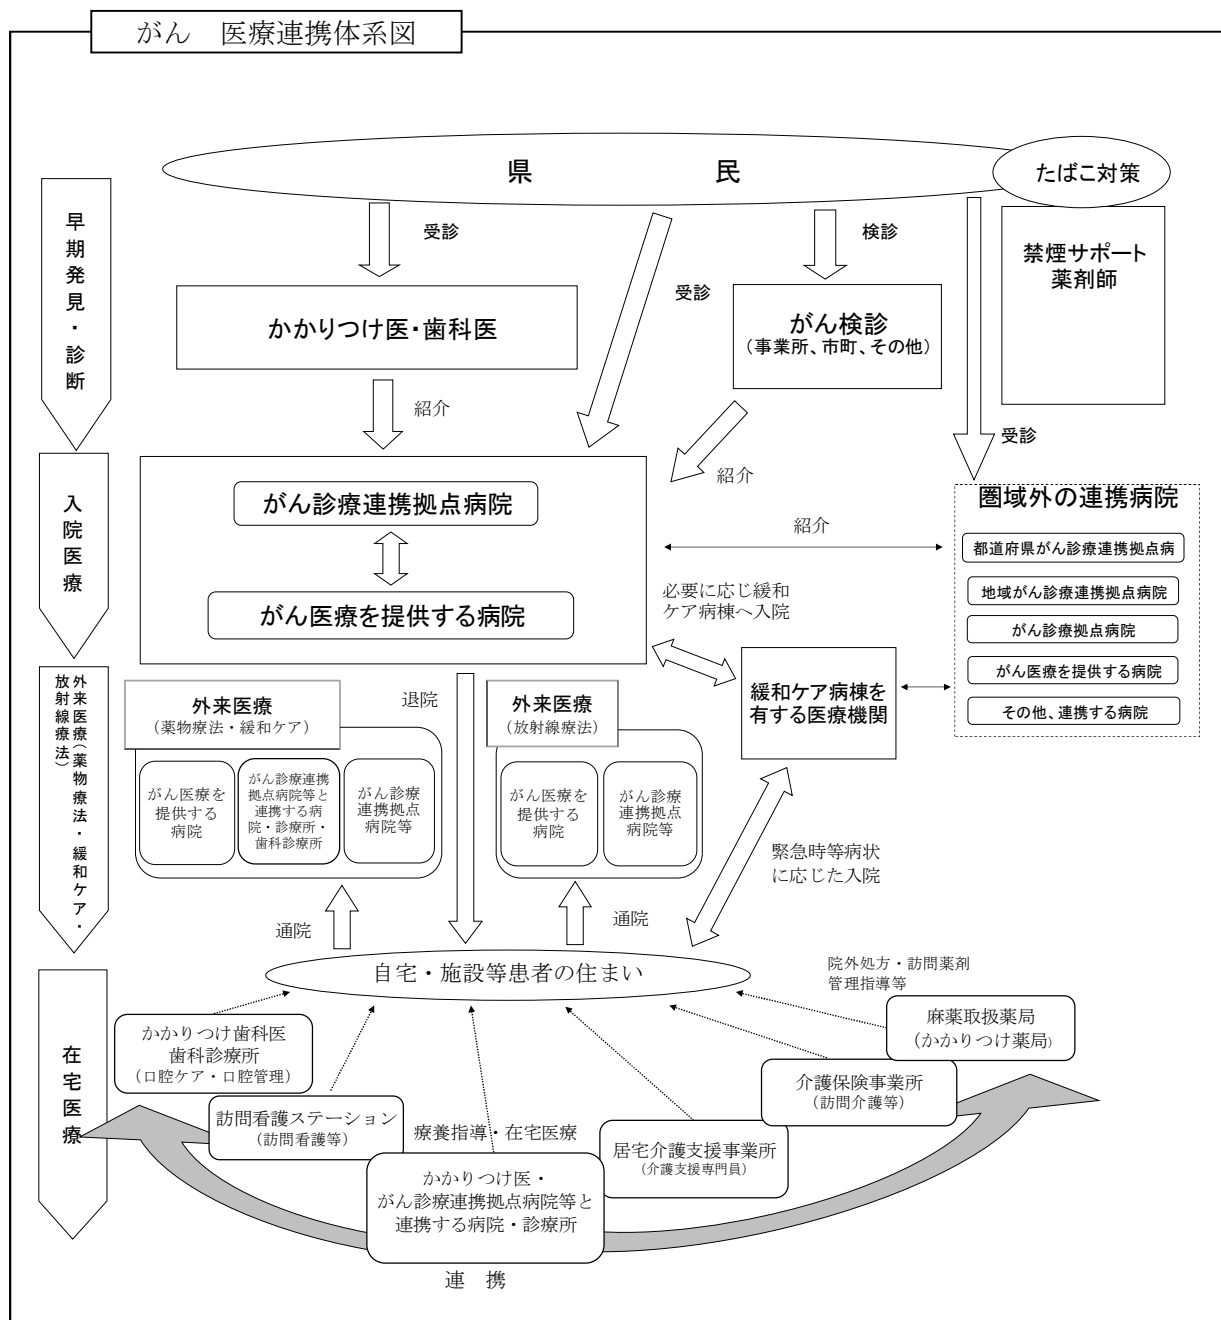 がん　医療連携体系図
県　民
たばこ対策
早期発見・診断
受診
検診
受診
禁煙サポート
薬剤師
かかりつけ医・歯科医
がん検診
（事業所、市町、その他）
紹介
紹介
受診
入院医療
がん診療連携拠点病院
がん医療を提供する病院
紹介
必要に応じ緩和
ケア病棟へ入院
圏域外の連携病院
都道府県がん診療連携拠点病
地域がん診療連携拠点病院
がん診療拠点病院
がん医療を提供する病院
その他、連携する病院
緩和ケア病棟を
有する医療機関
外来医療（薬物療法・緩和ケア・
放射線療法）
外来医療
（薬物療法・緩和ケア）
がん医療を
提供する
病院
がん診療連携
拠点病院等と
連携する病
院・診療所・
歯科診療所
がん診療
連携拠点
病院等
退院
外来医療
（放射線療法）
がん医療を
提供する
病院
がん診療
連携拠点
病院等
緊急時等病状
に応じた入院
通院
通院
在宅医療
自宅・施設等患者の住まい
院外処方・訪問薬剤
管理指導等
かかりつけ歯科医
歯科診療所
（口腔ケア・口腔管理）
訪問看護ステーション
（訪問看護等）
療養指導・在宅医療
かかりつけ医・
がん診療連携拠点病院等と
連携する病院・診療所
居宅介護支援事業所
（介護支援専門員）
介護保険事業所
（訪問介護等）
麻薬取扱薬局
（かかりつけ薬局）
連　携